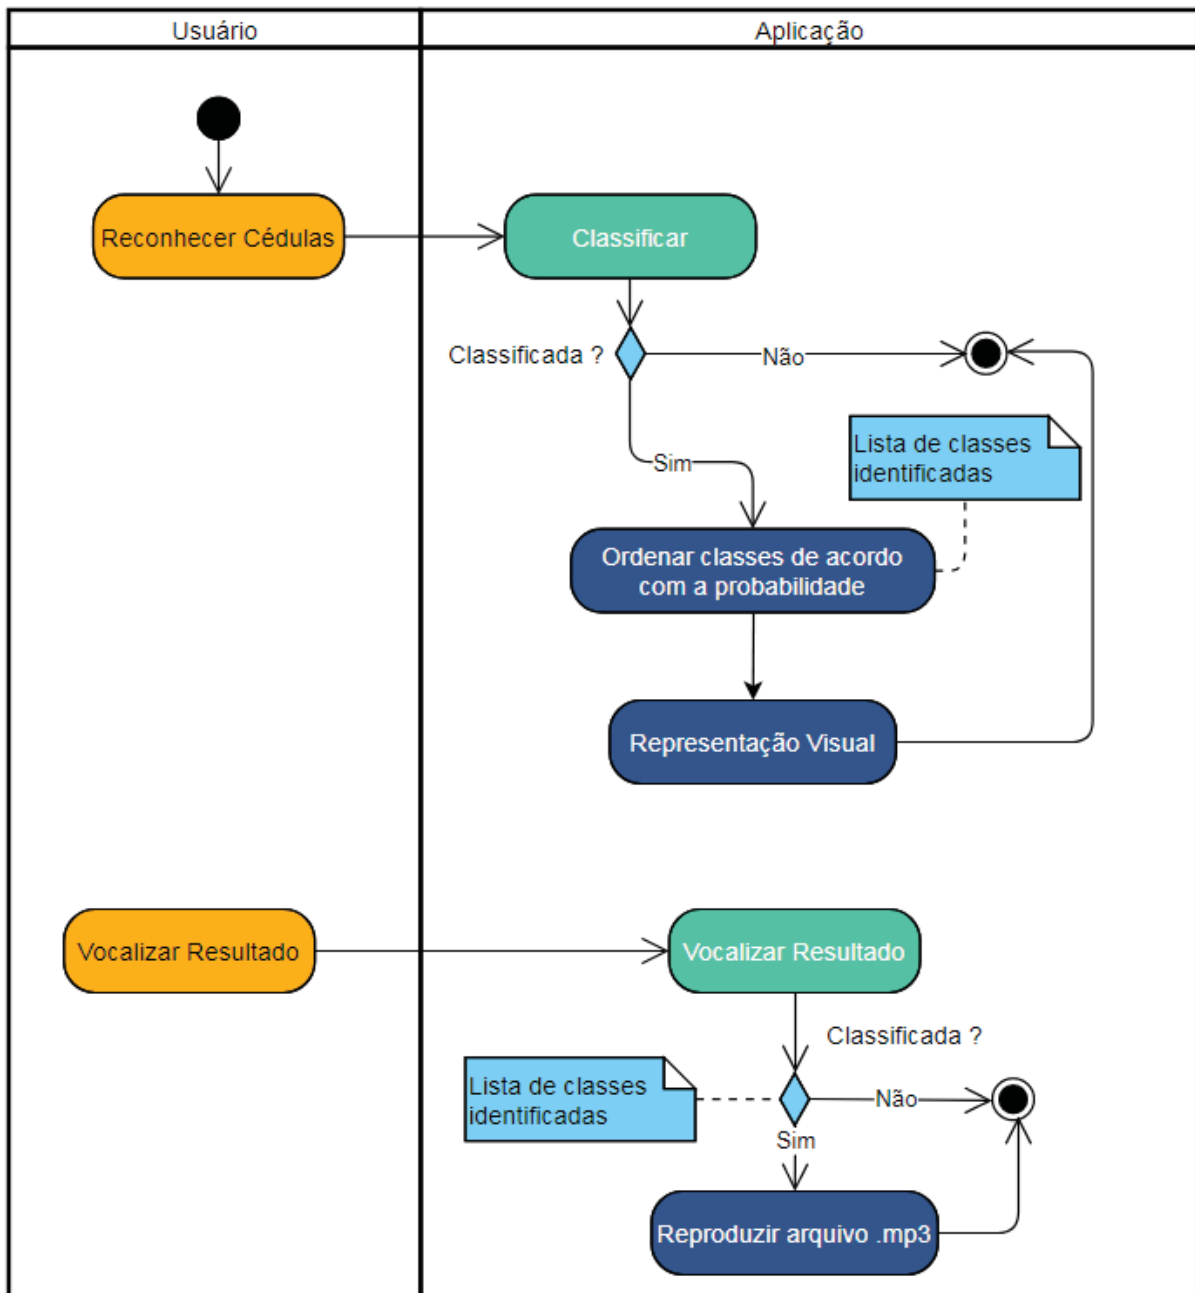 Usuário
Aplicação
Reconhecer Cédulas
Classificar
Classificada ?
Não
Sim
Lista de classes
identificadas
Ordenar classes de acordo
com a probabilidade
Representação Visual
Vocalizar Resultado
Vocalizar Resultado
Classificada ?
Lista de classes
identificadas
Não
Sim
Reproduzir arquivo .mp3